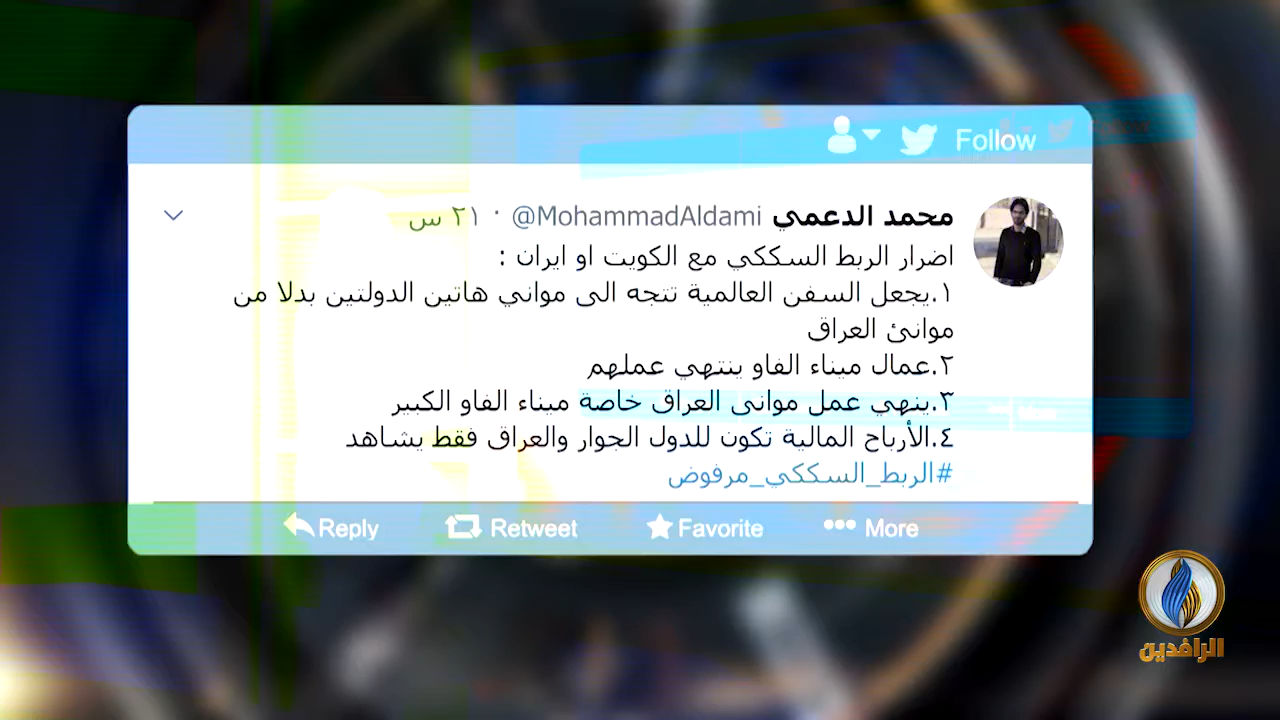 Follow
محمد الدعمي @MohammadAldami · ٢١ س
اضرار الربط السككي مع الكويت او ايران :
١.يجعل السفن العالمية تتجه الى مواني هاتين الدولتين بدلا من
موانئ العراق
٢.عمال ميناء الفاو ينتهي عملهم
٣.ينهي عمل موانى العراق خاصة ميناء الفاو الكبير
٤.الأرباح المالية تكون للدول الجوار والعراق فقط يشاهد
#الربط_السككي_مرفوض
Reply Retweet Favorite More
الرافدين